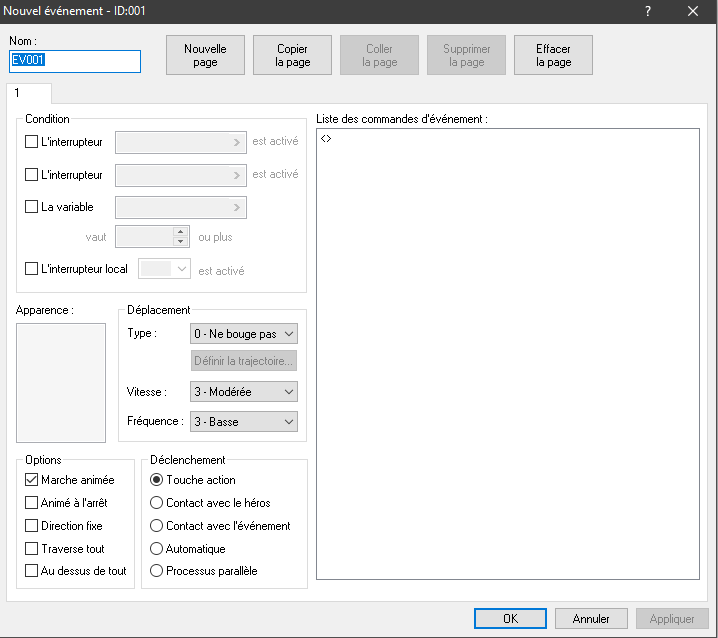 Nouvel événement - ID:001
?
Nom :
EV001
Nouvelle
page
Copier
la page
Coller
la page
Supprimer
la page
Effacer
la page
1
Condition
L'interrupteur
est activé
L'interrupteur
est activé
La variable
vaut
ou plus
L'interrupteur local
est activé
Apparence :
Déplacement
Type :
0 - Ne bouge pas
Définir la trajectoire...
Vitesse :
3 - Modérée
Fréquence :
3 - Basse
Options
Marche animée
Animé à l'arrêt
Direction fixe
Traverse tout
Au dessus de tout
Déclenchement
Touche action
Contact avec le héros
Contact avec l'événement
Automatique
Processus parallèle
Liste des commandes d'événement :
<>
OK
Annuler
Appliquer